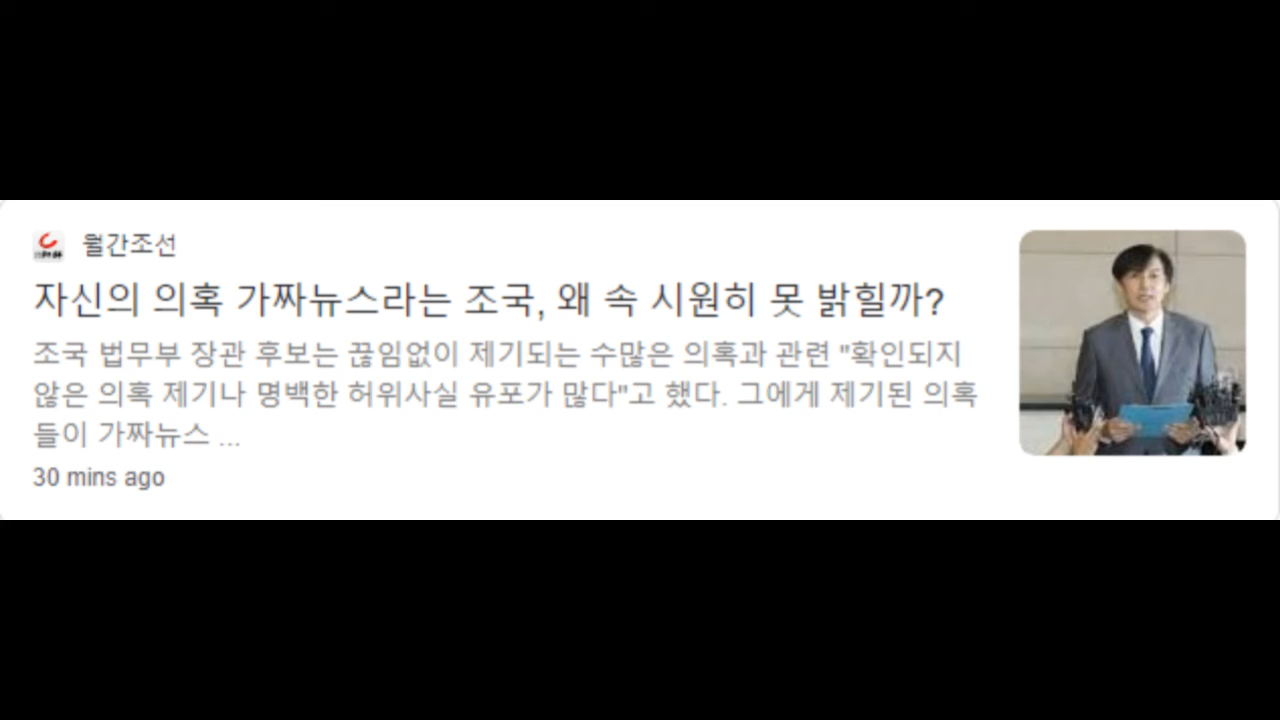 월간조선
자신의 의혹 가짜뉴스라는 조국, 왜 속 시원히 못 밝힐까?
조국 법무부 장관 후보는 끊임없이 제기되는 수많은 의혹과 관련 "확인되지
않은 의혹 제기나 명백한 허위사실 유포가 많다"고 했다. 그에게 제기된 의혹
들이 가짜뉴스 ...
30 mins ago